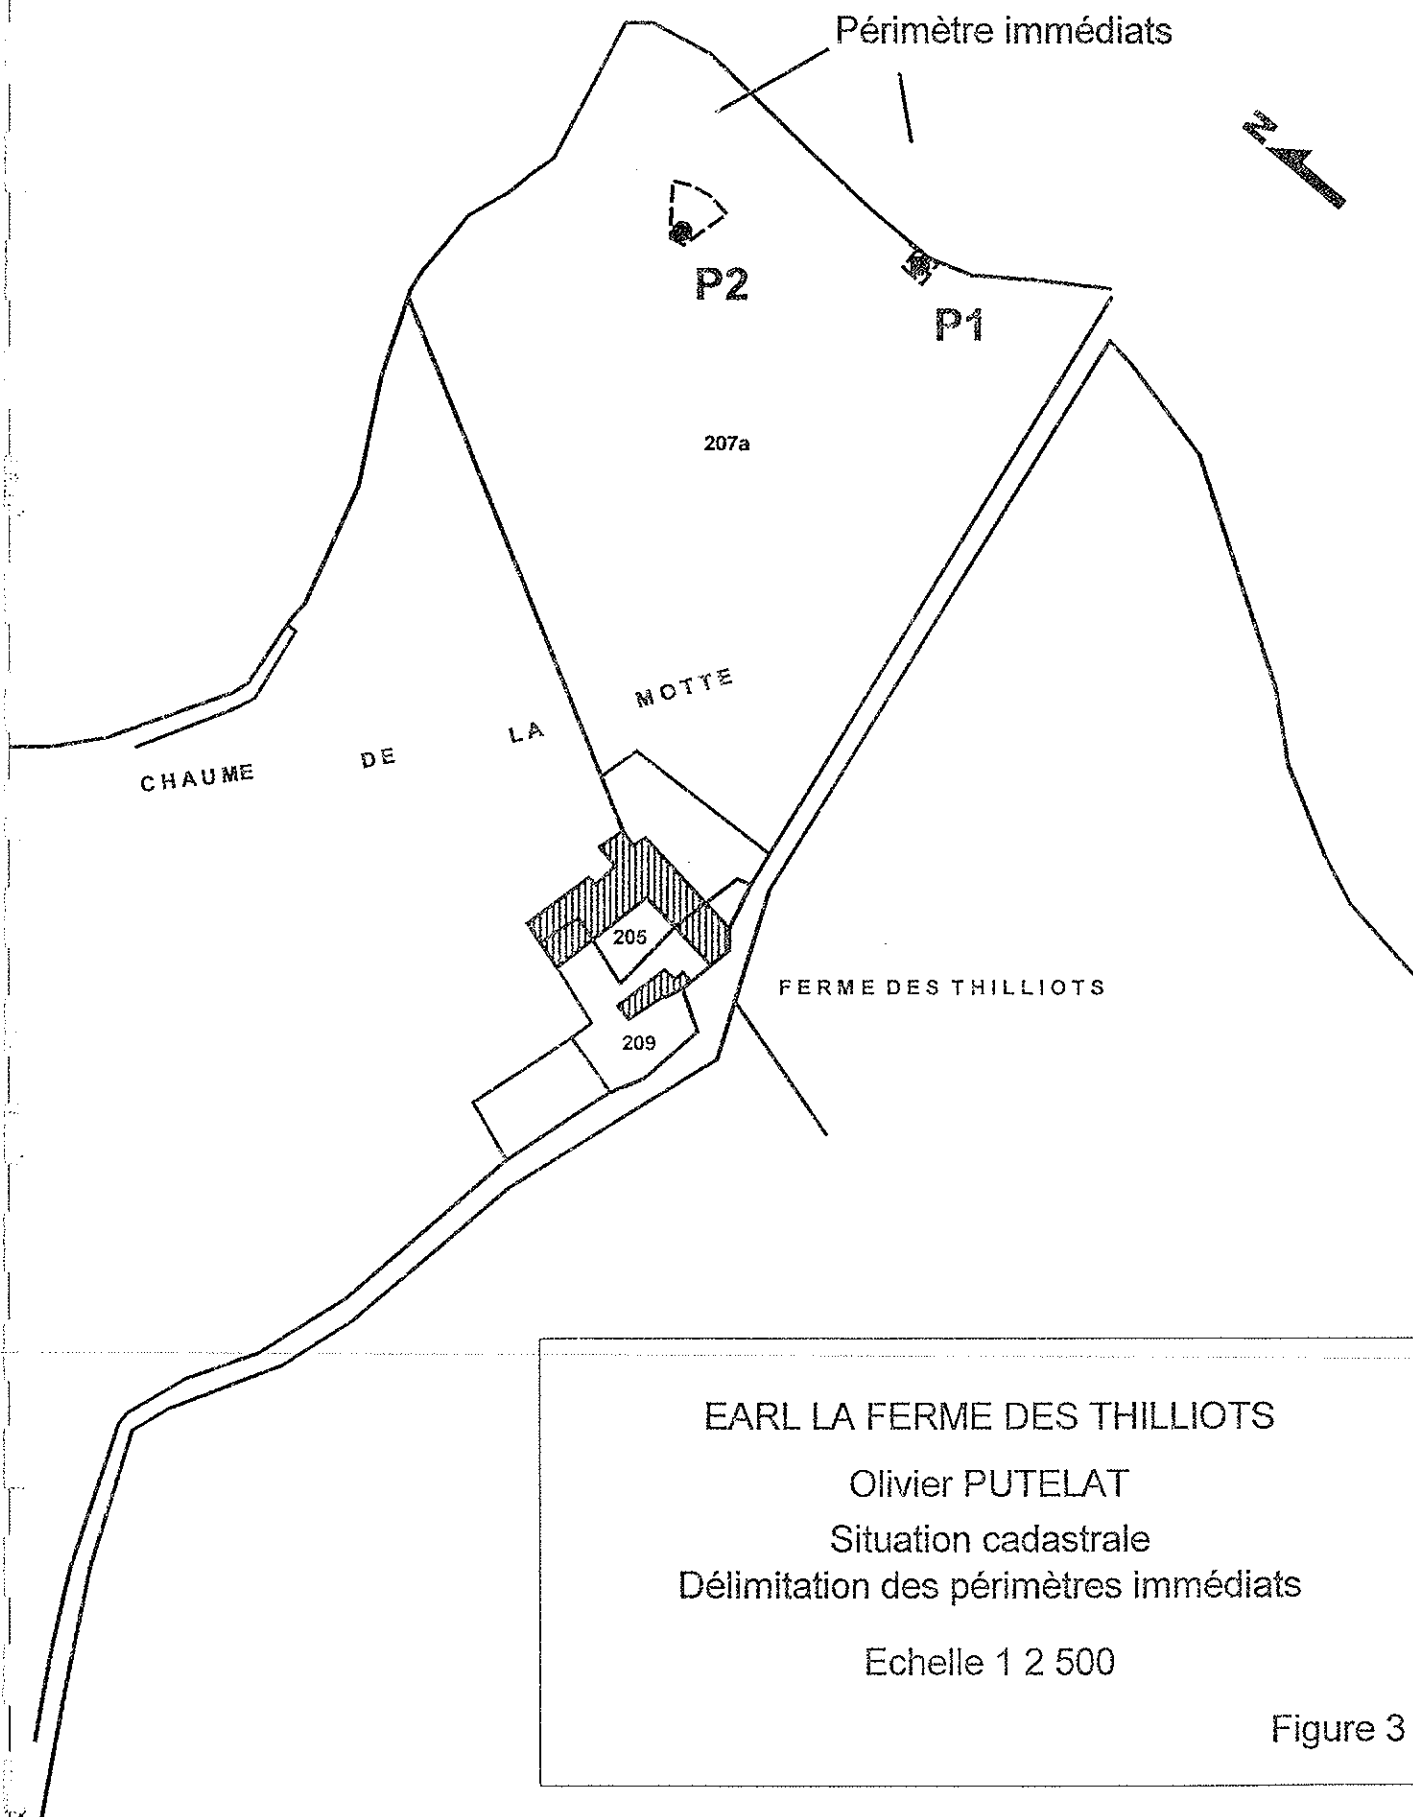 Périmètre immédiats
N
P2
P1
207a
CHAUME DE LA MOTTE
205
FERME DES THILLIOTS
209
EARL LA FERME DES THILLIOTS
Olivier PUTELAT
Situation cadastrale
Délimitation des périmètres immédiats
Echelle 1 2 500
Figure 3